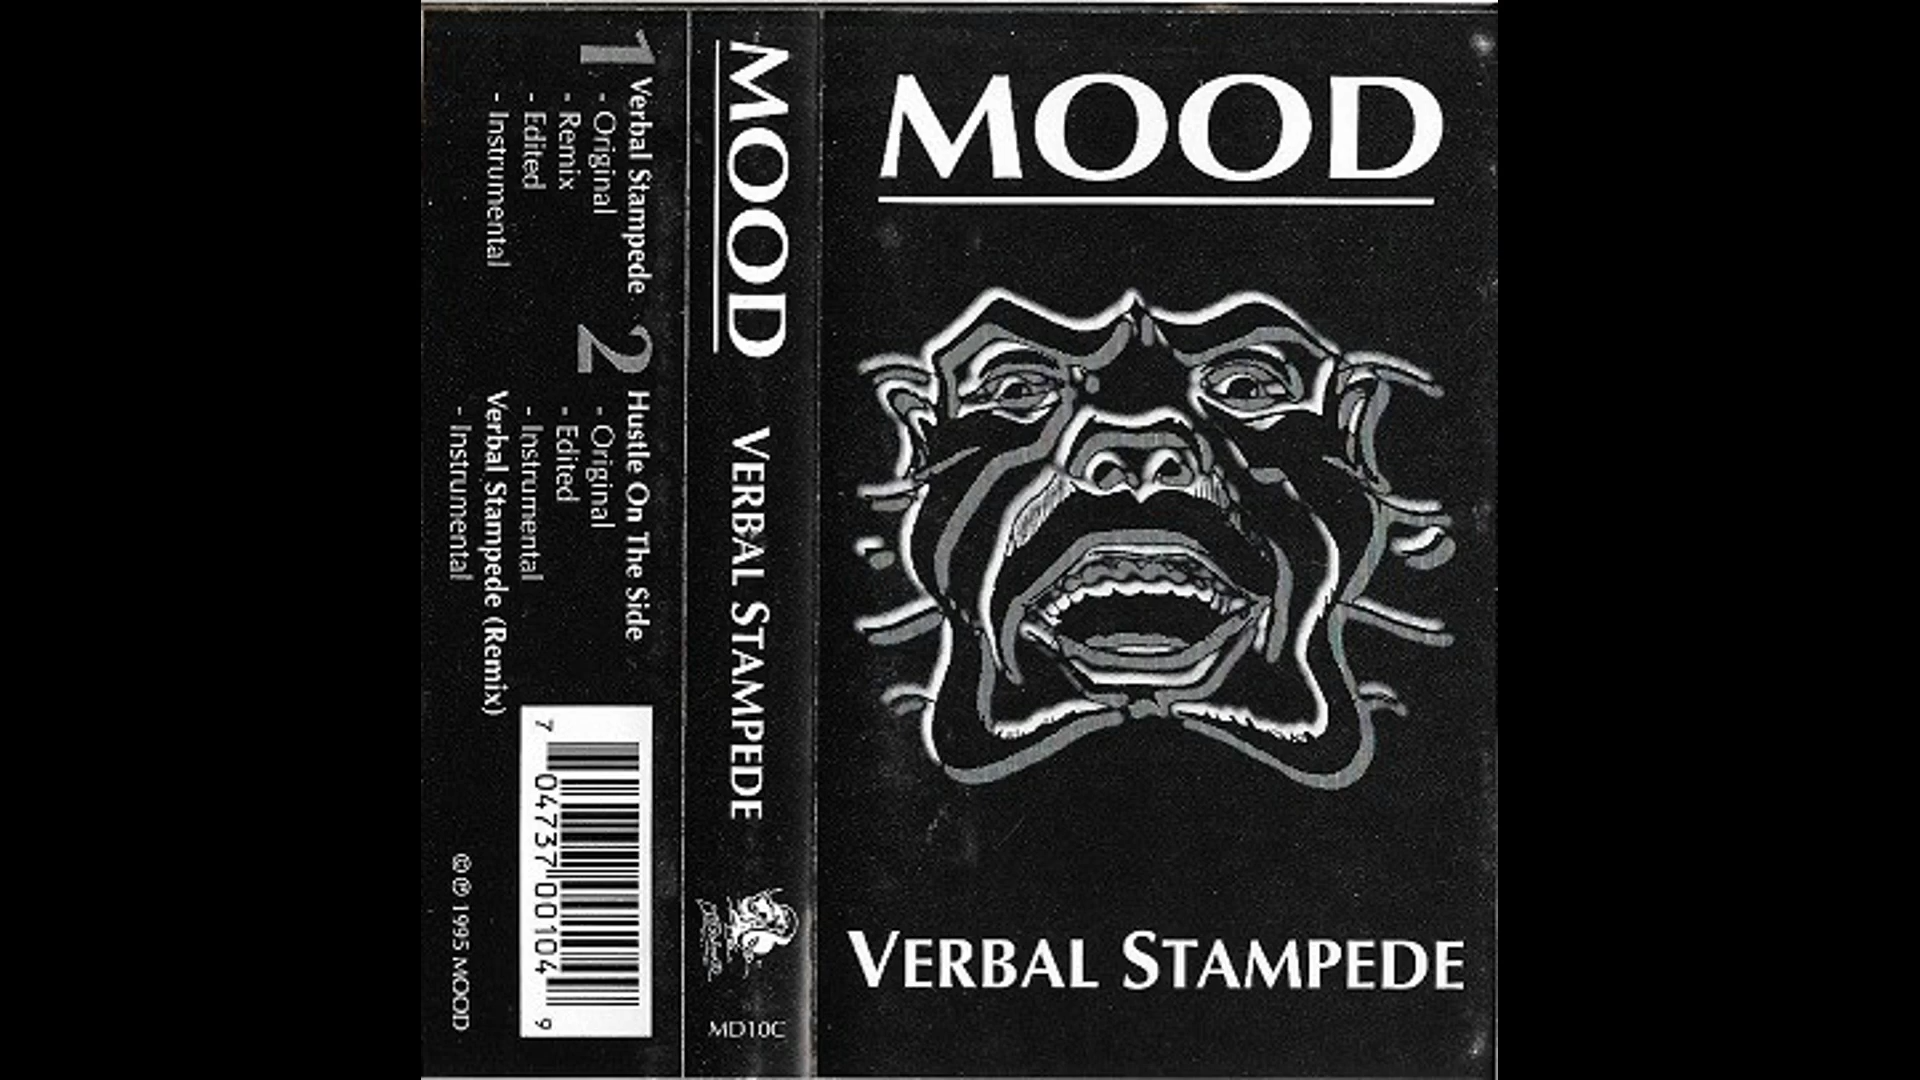 1 Verbal Stampede
- Original
- Remix
- Edited
- Instrumental
2 Hustle On The Side
- Original
- Edited
- Instrumental
Verbal Stampede (Remix)
- Instrumental
7 04737 00104 9
© ℗ 1995 MOOD
MOOD VERBAL STAMPEDE
MD10C
MOOD
VERBAL STAMPEDE